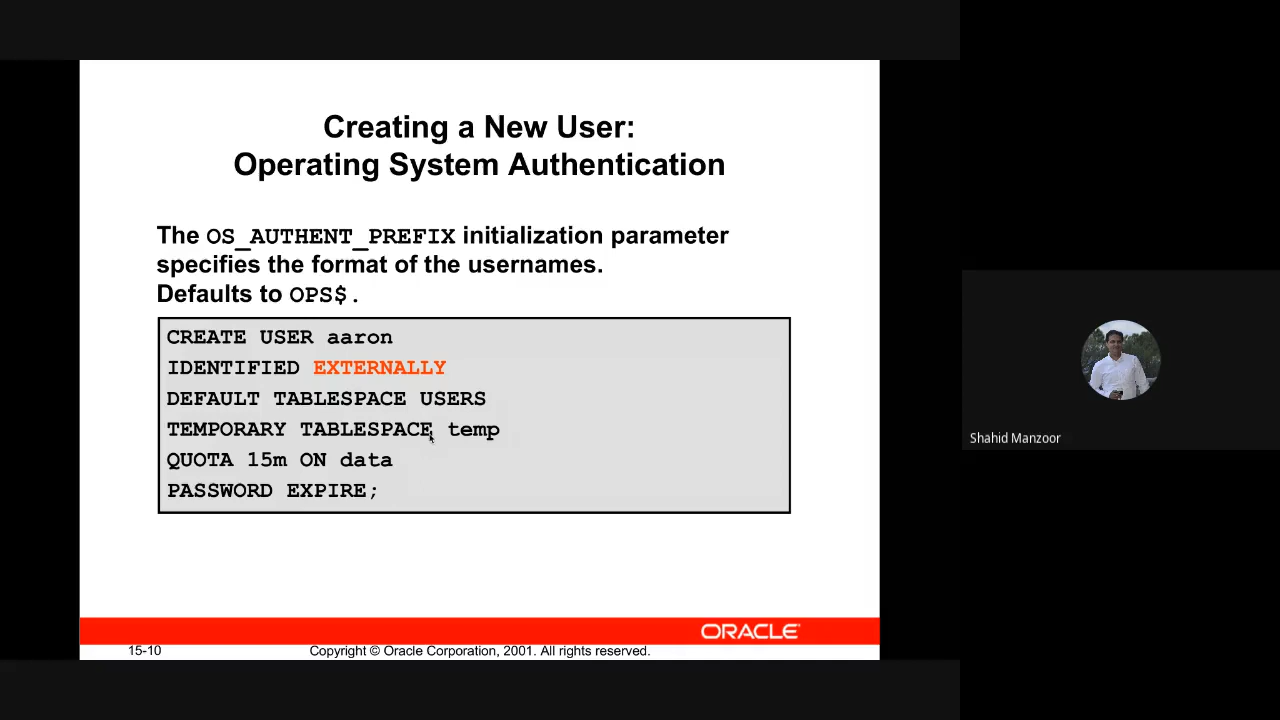 Creating a New User:
Operating System Authentication
The OS_AUTHENT_PREFIX initialization parameter
specifies the format of the usernames.
Defaults to OPS$.
CREATE USER aaron
IDENTIFIED EXTERNALLY
DEFAULT TABLESPACE USERS
TEMPORARY TABLESPACE temp
QUOTA 15m ON data
PASSWORD EXPIRE;
ORACLE
15-10
Copyright © Oracle Corporation, 2001. All rights reserved.
Shahid Manzoor